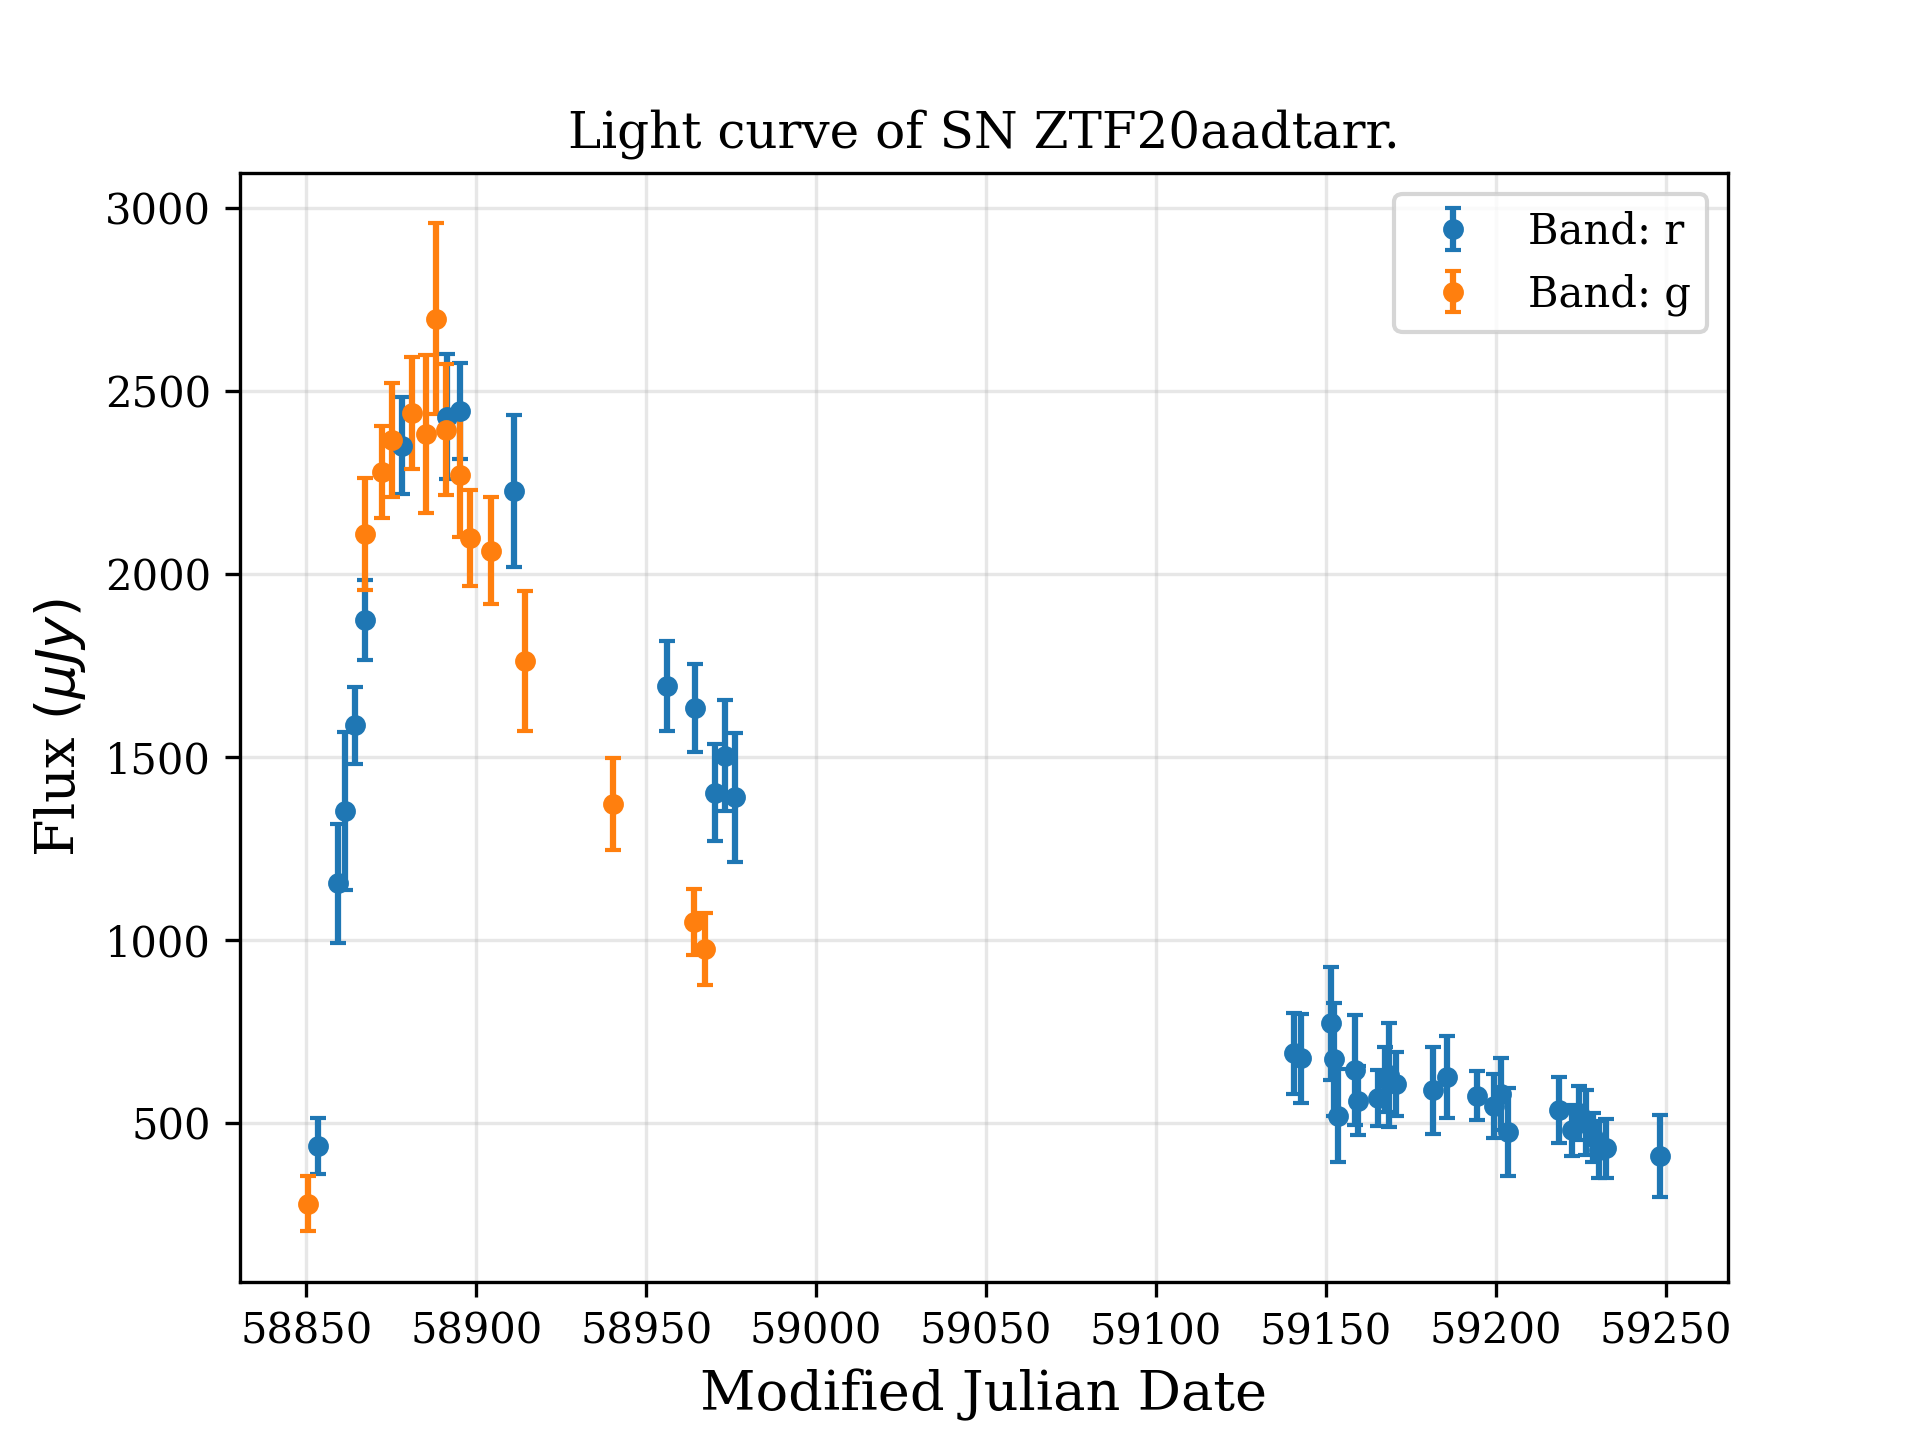 Light curve of SN ZTF20aadtarr.
Band: r
Band: g
3000
2500
2000
1500
1000
500
Flux (μJy)
58850 58900 58950 59000 59050 59100 59150 59200 59250
Modified Julian Date